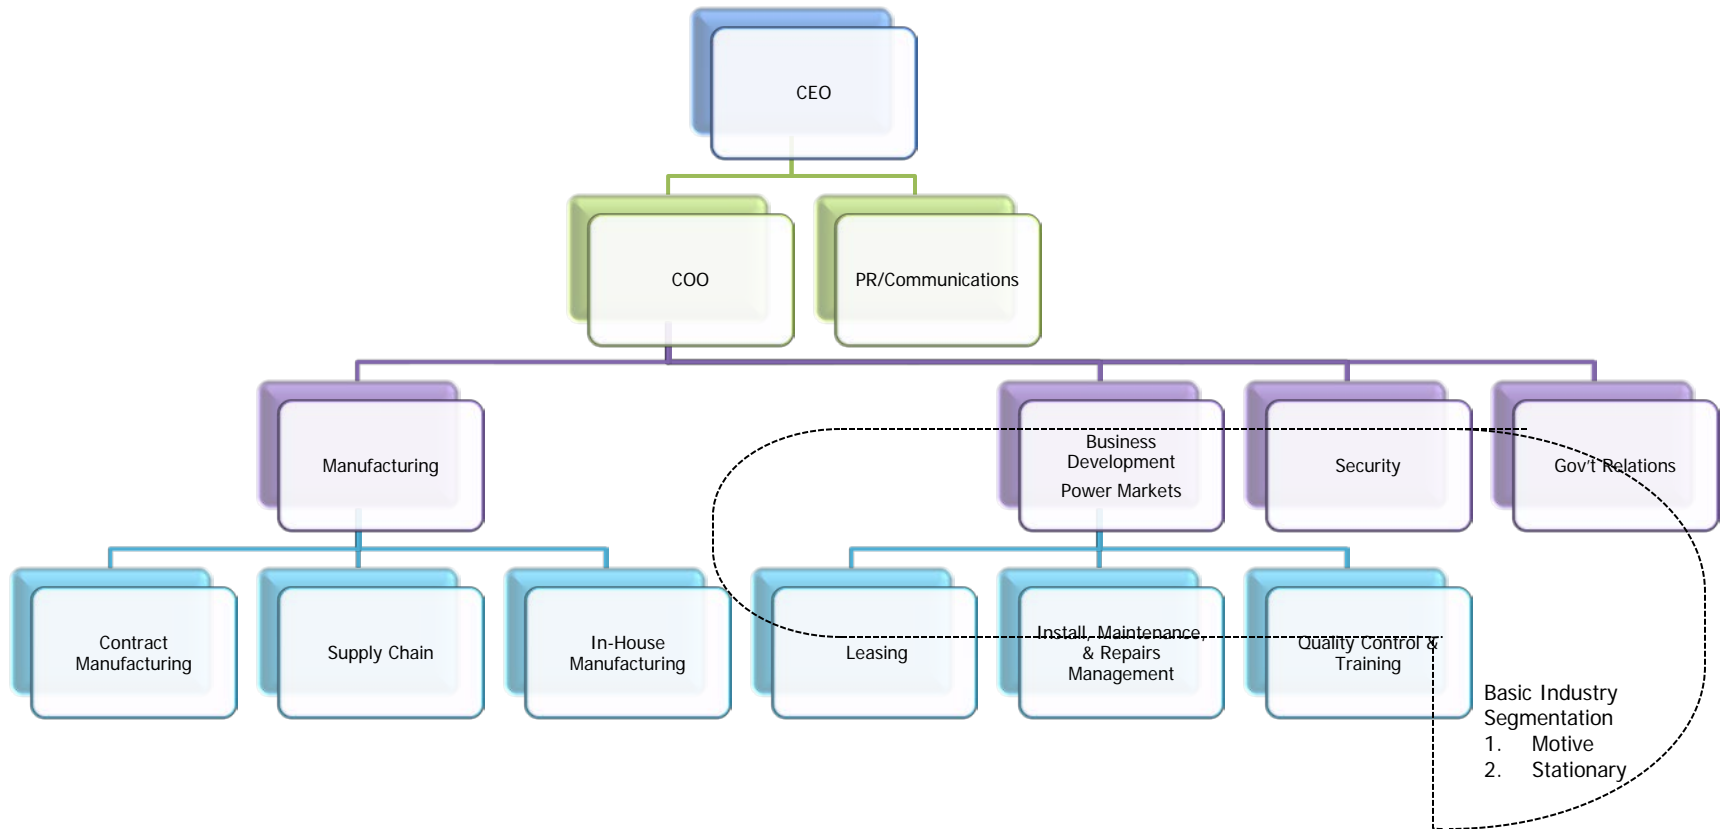 CEO
COO
PR/Communications
Manufacturing
Business
Development
Power Markets
Security
Gov't Relations
Contract
Manufacturing
Supply Chain
In-House
Manufacturing
Leasing
Install, Maintenance,
& Repairs
Management
Quality Control &
Training
Basic Industry
Segmentation
1. Motive
2. Stationary